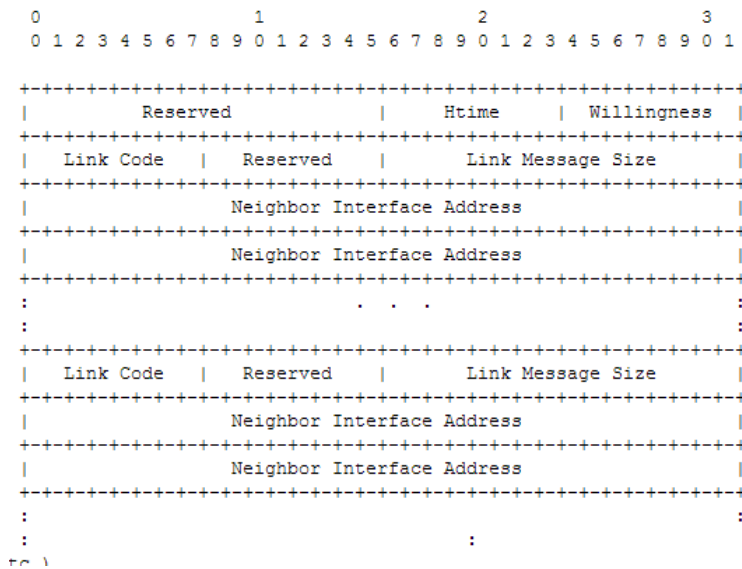 0 1 2 3
0 1 2 3 4 5 6 7 8 9 0 1 2 3 4 5 6 7 8 9 0 1 2 3 4 5 6 7 8 9 0 1
+-+-+-+-+-+-+-+-+-+-+-+-+-+-+-+-+-+-+-+-+-+-+-+-+-+-+-+-+-+-+-+-+
| Reserved | Htime | Willingness |
+-+-+-+-+-+-+-+-+-+-+-+-+-+-+-+-+-+-+-+-+-+-+-+-+-+-+-+-+-+-+-+-+
| Link Code | Reserved | Link Message Size |
+-+-+-+-+-+-+-+-+-+-+-+-+-+-+-+-+-+-+-+-+-+-+-+-+-+-+-+-+-+-+-+-+
| Neighbor Interface Address |
+-+-+-+-+-+-+-+-+-+-+-+-+-+-+-+-+-+-+-+-+-+-+-+-+-+-+-+-+-+-+-+-+
| Neighbor Interface Address |
+-+-+-+-+-+-+-+-+-+-+-+-+-+-+-+-+-+-+-+-+-+-+-+-+-+-+-+-+-+-+-+-+
: . . . :
: :
+-+-+-+-+-+-+-+-+-+-+-+-+-+-+-+-+-+-+-+-+-+-+-+-+-+-+-+-+-+-+-+-+
| Link Code | Reserved | Link Message Size |
+-+-+-+-+-+-+-+-+-+-+-+-+-+-+-+-+-+-+-+-+-+-+-+-+-+-+-+-+-+-+-+-+
| Neighbor Interface Address |
+-+-+-+-+-+-+-+-+-+-+-+-+-+-+-+-+-+-+-+-+-+-+-+-+-+-+-+-+-+-+-+-+
| Neighbor Interface Address |
+-+-+-+-+-+-+-+-+-+-+-+-+-+-+-+-+-+-+-+-+-+-+-+-+-+-+-+-+-+-+-+-+
: :
: :